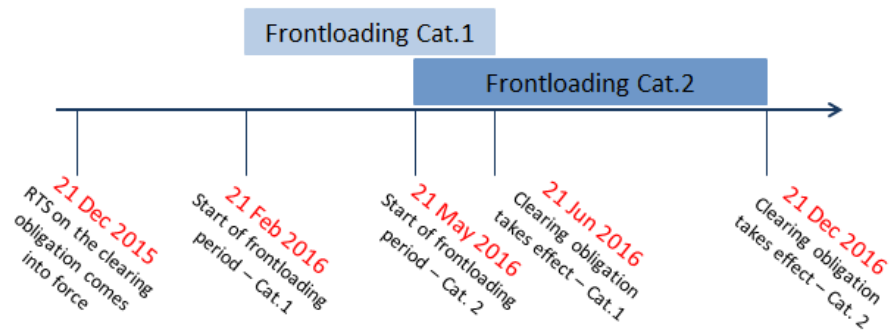 Frontloading Cat.1
Frontloading Cat.2
21 Dec 2015
RTS on the clearing
obligation comes
into force
21 Feb 2016
Start of frontloading
period – Cat.1
21 May 2016
Start of frontloading
period – Cat. 2
21 Jun 2016
Clearing obligation
takes effect – Cat.1
21 Dec 2016
Clearing obligation
takes effect – Cat. 2